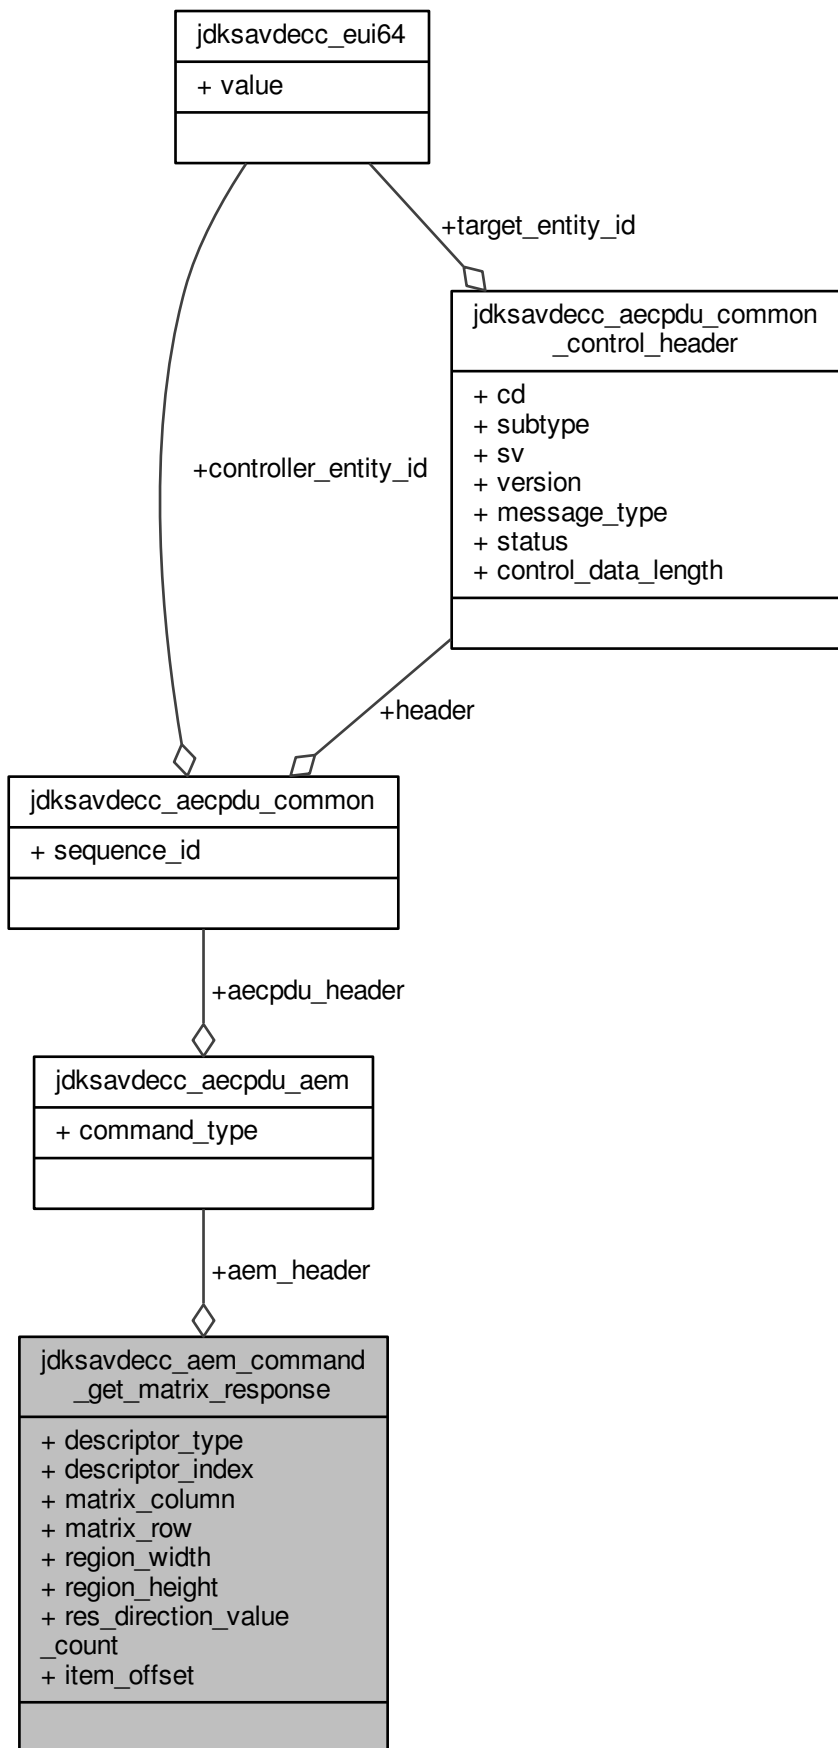 jdksavdecc_eui64
+ value
+target_entity_id
jdksavdecc_aecpdu_common
_control_header
+ cd
+ subtype
+ sv
+ version
+ message_type
+ status
+ control_data_length
+controller_entity_id
+header
jdksavdecc_aecpdu_common
+ sequence_id
+aecpdu_header
jdksavdecc_aecpdu_aem
+ command_type
+aem_header
jdksavdecc_aem_command
_get_matrix_response
+ descriptor_type
+ descriptor_index
+ matrix_column
+ matrix_row
+ region_width
+ region_height
+ res_direction_value
_count
+ item_offset